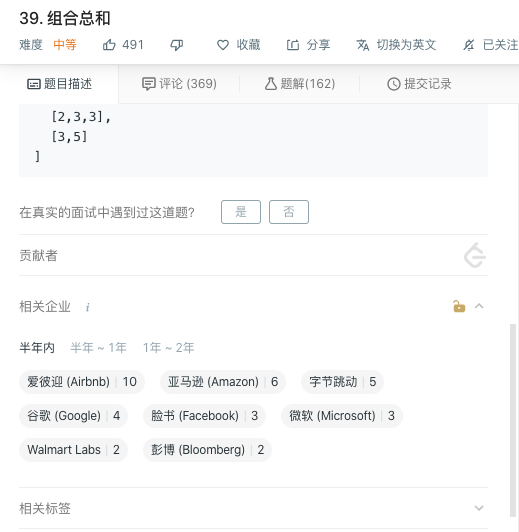 39. 组合总和
难度 中等 491 收藏 分享 切换为英文 已关注
题目描述 评论 (369) 题解(162) 提交记录
[2,3,3],
[3,5]
]
在真实的面试中遇到过这道题? 是 否
贡献者
相关企业 i
半年内 半年 ~ 1年 1年 ~ 2年
爱彼迎 (Airbnb) 10 亚马逊 (Amazon) 6 字节跳动 5
谷歌 (Google) 4 脸书 (Facebook) 3 微软 (Microsoft) 3
Walmart Labs 2 彭博 (Bloomberg) 2
相关标签